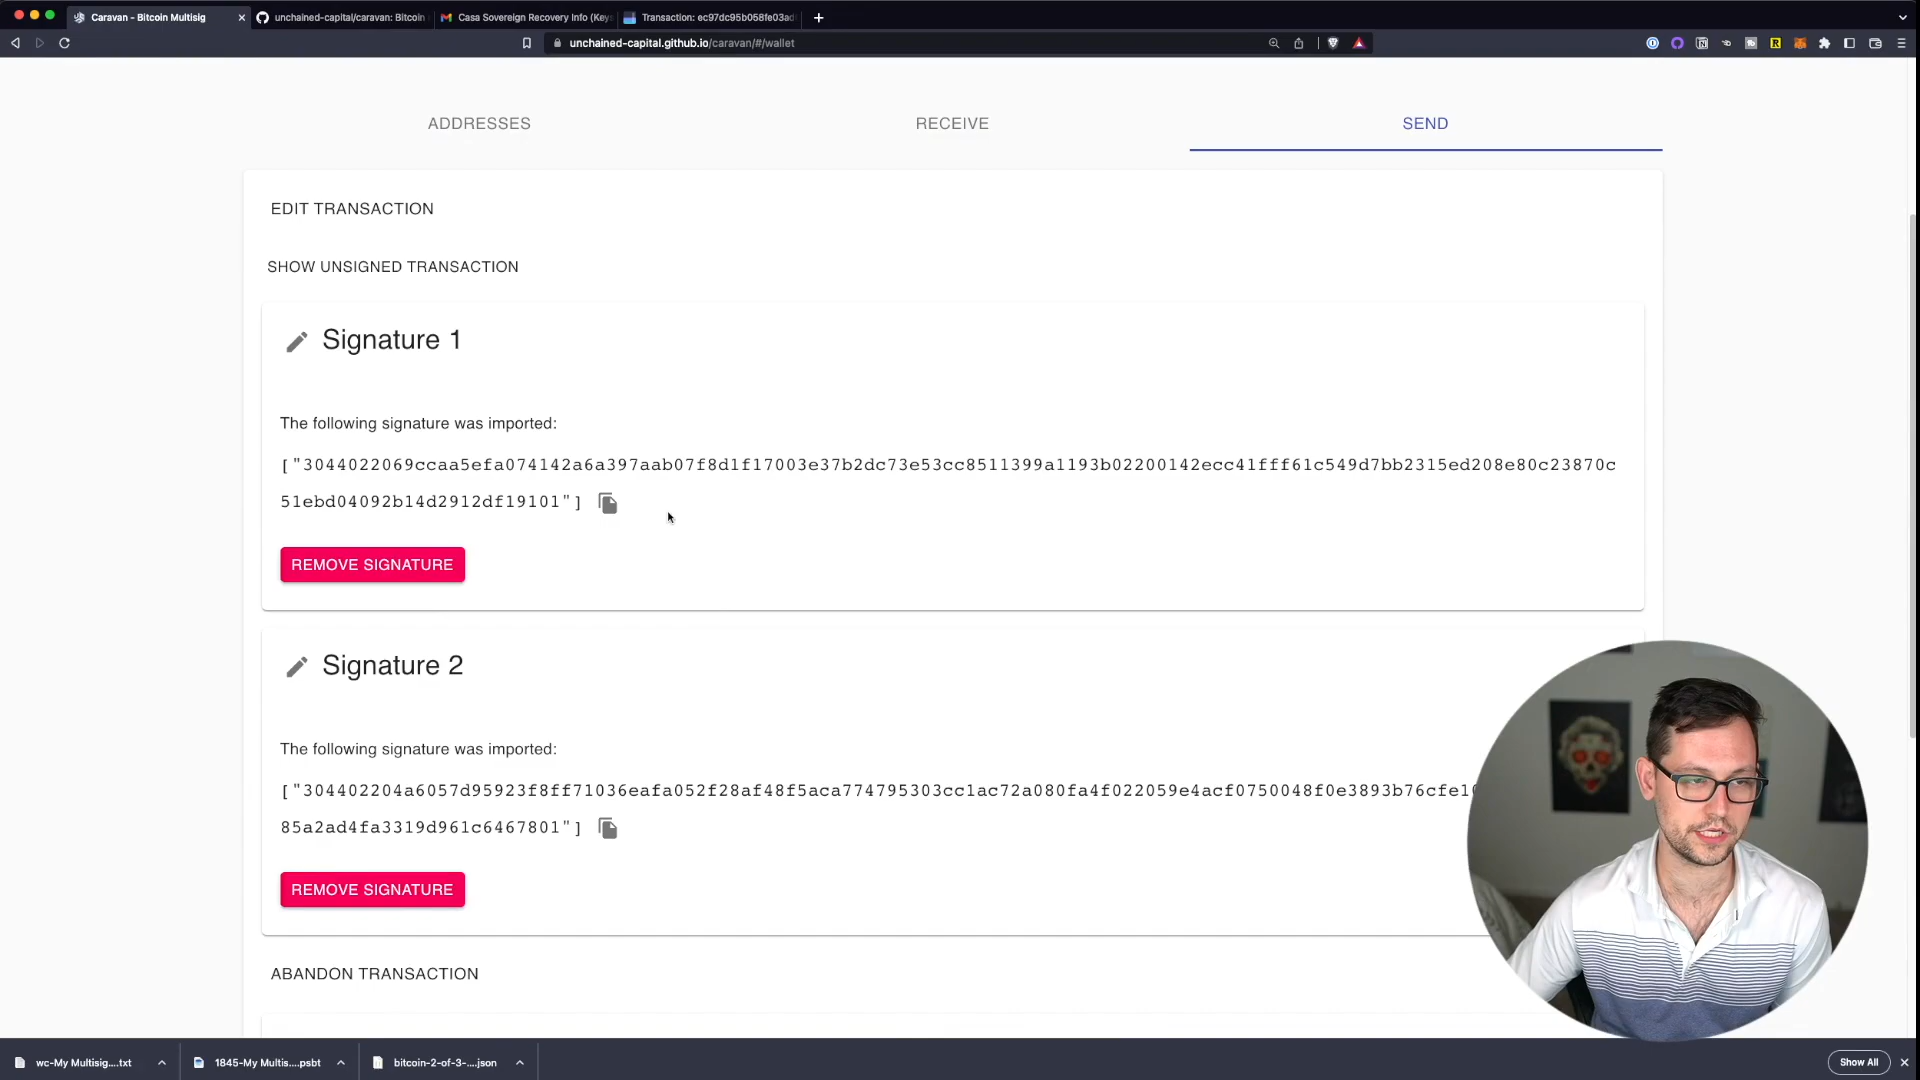 Caravan - Bitcoin Multisig
unchained-capital/caravan: Bitcoin
Casa Sovereign Recovery Info (Key
Transaction: ec97dc95b058fe03ad
unchained-capital.github.io/caravan/#/wallet
ADDRESSES
RECEIVE
SEND
EDIT TRANSACTION
SHOW UNSIGNED TRANSACTION
Signature 1
The following signature was imported:
["3044022069ccaa5efa074142a6a397aab07f8d1f17003e37b2dc73e53cc8511399a1193b02200142ecc41fff61c549d7bb2315ed208e80c23870c
51ebd04092b14d2912df19101"]
REMOVE SIGNATURE
Signature 2
The following signature was imported:
["304402204a6057d95923f8ff71036eafa052f28af48f5aca774795303cc1ac72a080fa4f022059e4acf0750048f0e3893b76cfe16
85a2ad4fa3319d961c6467801"]
REMOVE SIGNATURE
ABANDON TRANSACTION
wc-My Multisig....txt
1845-My Multis....psbt
bitcoin-2-of-3-....json
Show All